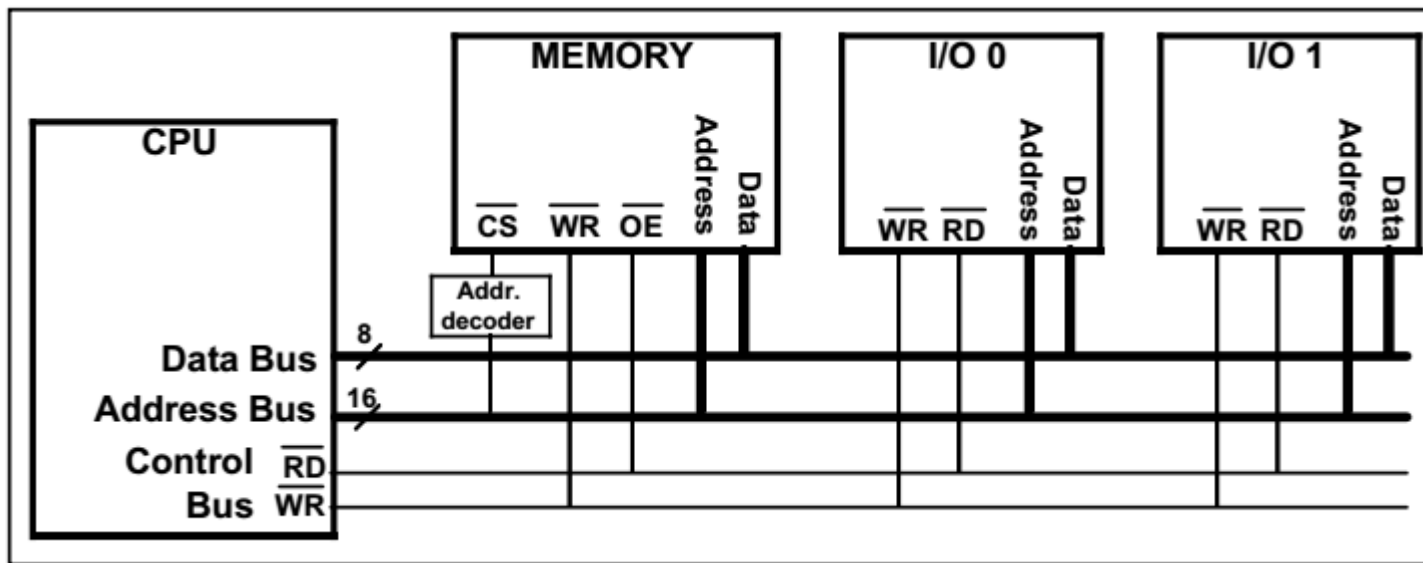 MEMORY
I/O 0
I/O 1
CPU
CS WR OE Address Data
WR RD Address Data
WR RD Address Data
Addr.
decoder
8
Data Bus
16
Address Bus
Control RD
Bus WR